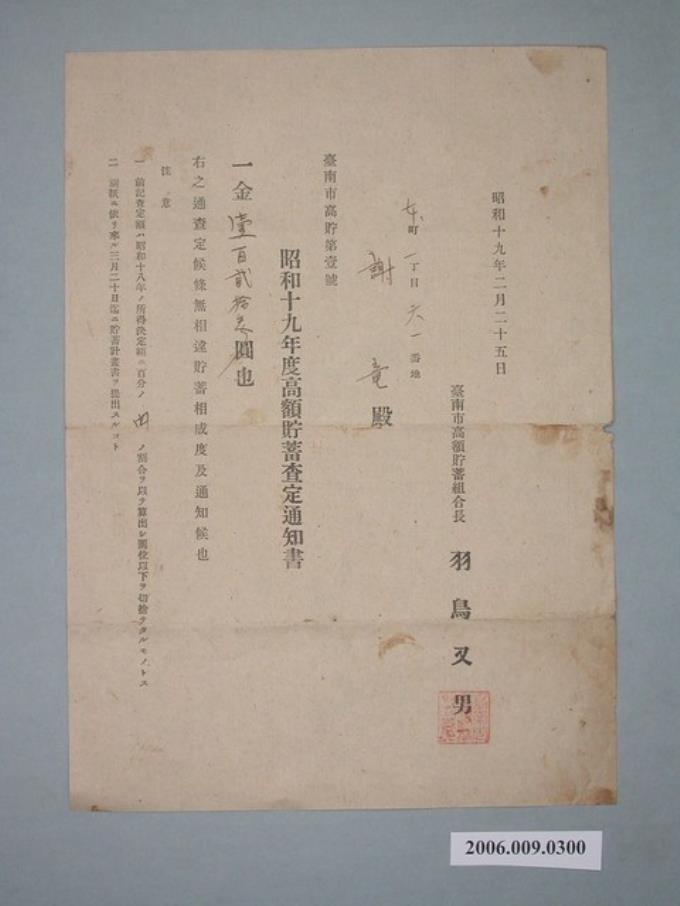 昭和十九年二月二十五日
臺南市高額貯蓄組合長 羽鳥又男
町一丁目六一番地
謝 殿
臺南市高貯第壹號
昭和十九年度高額貯蓄査定通知書
一金壹百貳拾參圓也
右之通査定候條無相違貯蓄相成度及通知候也
注意
一 前記査定額ハ昭和十八年ノ所得決定額ニ百分ノ四ノ割合ヲ以テ算出シ圓位以下ヲ切捨テタルモノトス
二 別紙ニ依リ來ル三月二十日迄ニ貯蓄計畫書ヲ提出スルコト
2006.009.0300